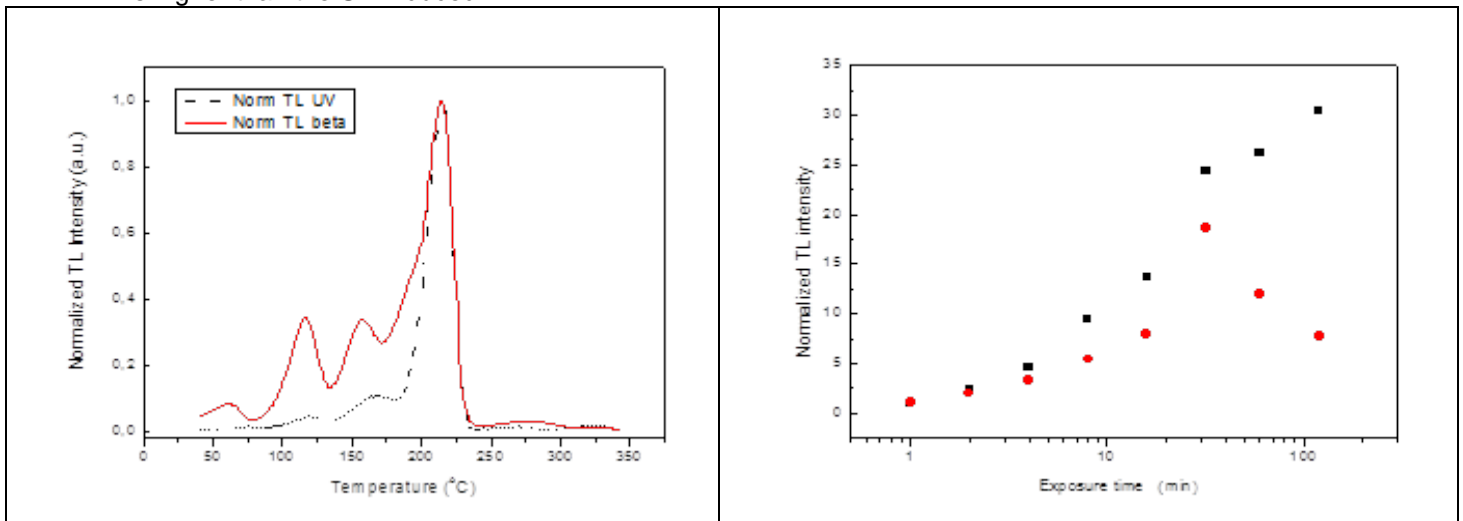 Norm TL UV
Norm TL beta
1,0
0,8
0,6
0,4
0,2
0,0
Normalized TL Intensity (a.u.)
0 50 100 150 200 250 300 350
Temperature (°C)
35
30
25
20
15
10
5
0
Normalized TL intensity
1 10 100
Exposure time (min)